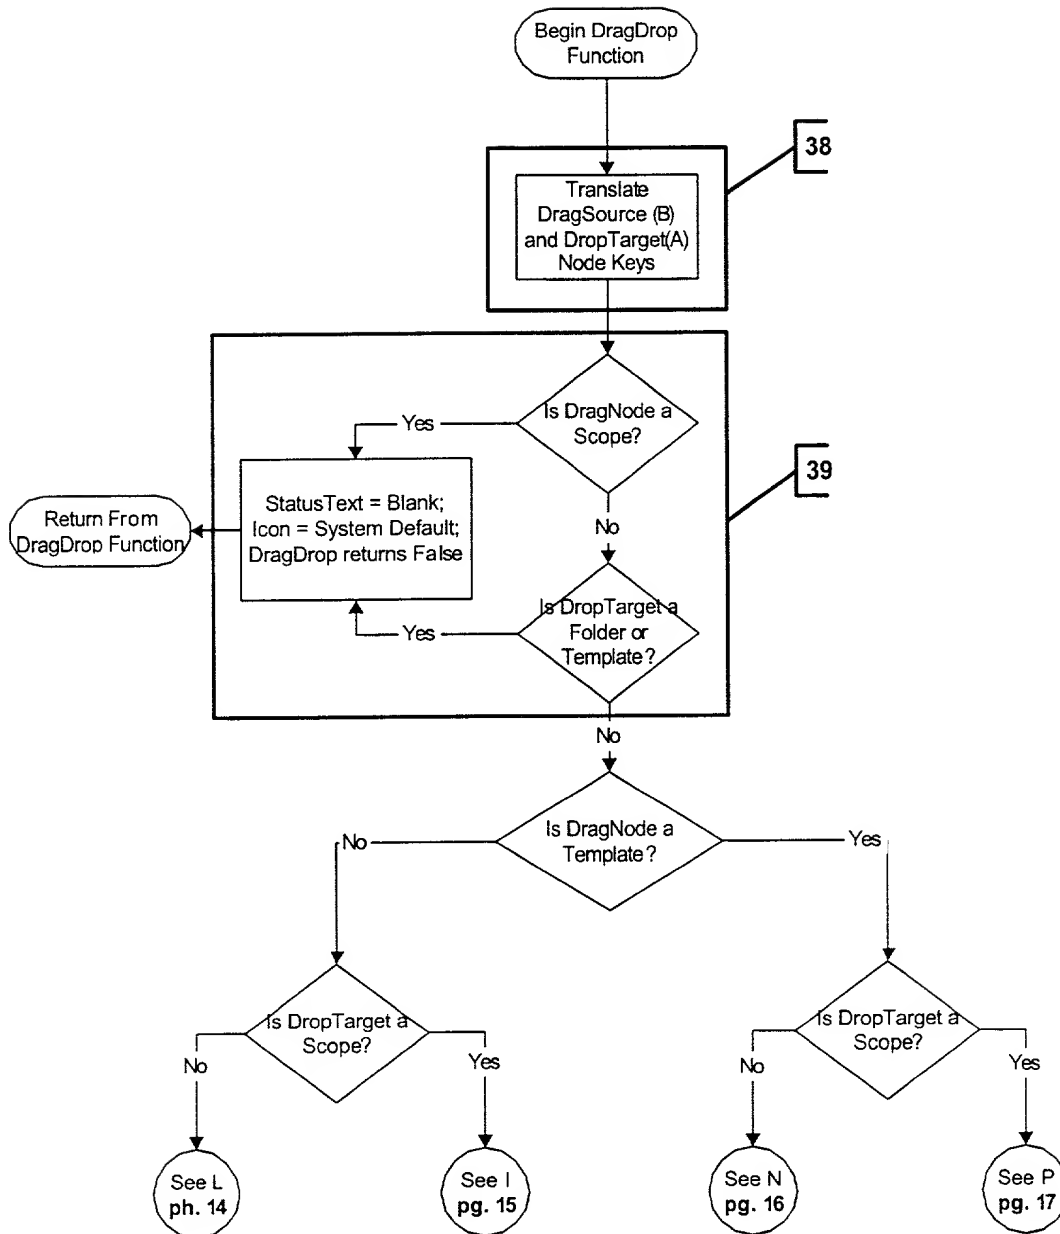 Begin DragDrop
Function
38
Translate
DragSource (B)
and DropTarget(A)
Node Keys
Is DragNode a
Scope?
Yes
39
StatusText = Blank;
Icon = System Default;
DragDrop returns False
Return From
DragDrop Function
No
Is DropTarget a
Folder or
Template?
Yes
No
Is DragNode a
Template?
No
Yes
Is DropTarget a
Scope?
Is DropTarget a
Scope?
No
Yes
No
Yes
See L
ph. 14
See I
pg. 15
See N
pg. 16
See P
pg. 17